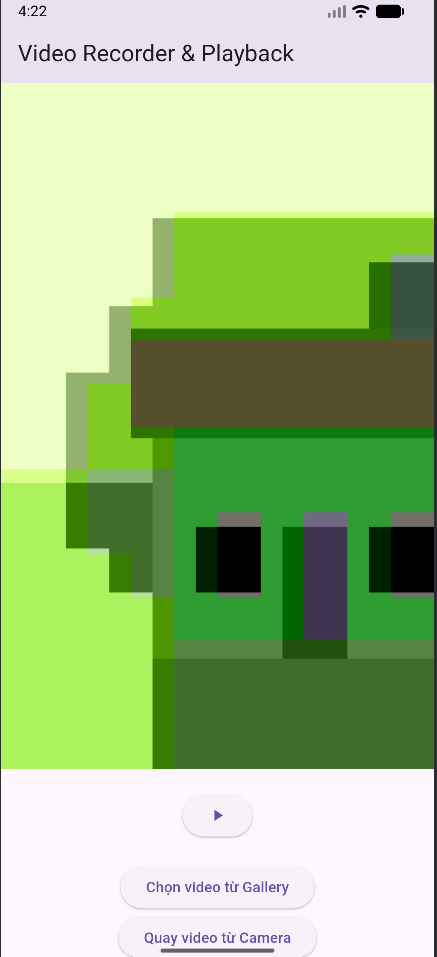 4:22
Video Recorder & Playback
Chọn video từ Gallery
Quay video từ Camera